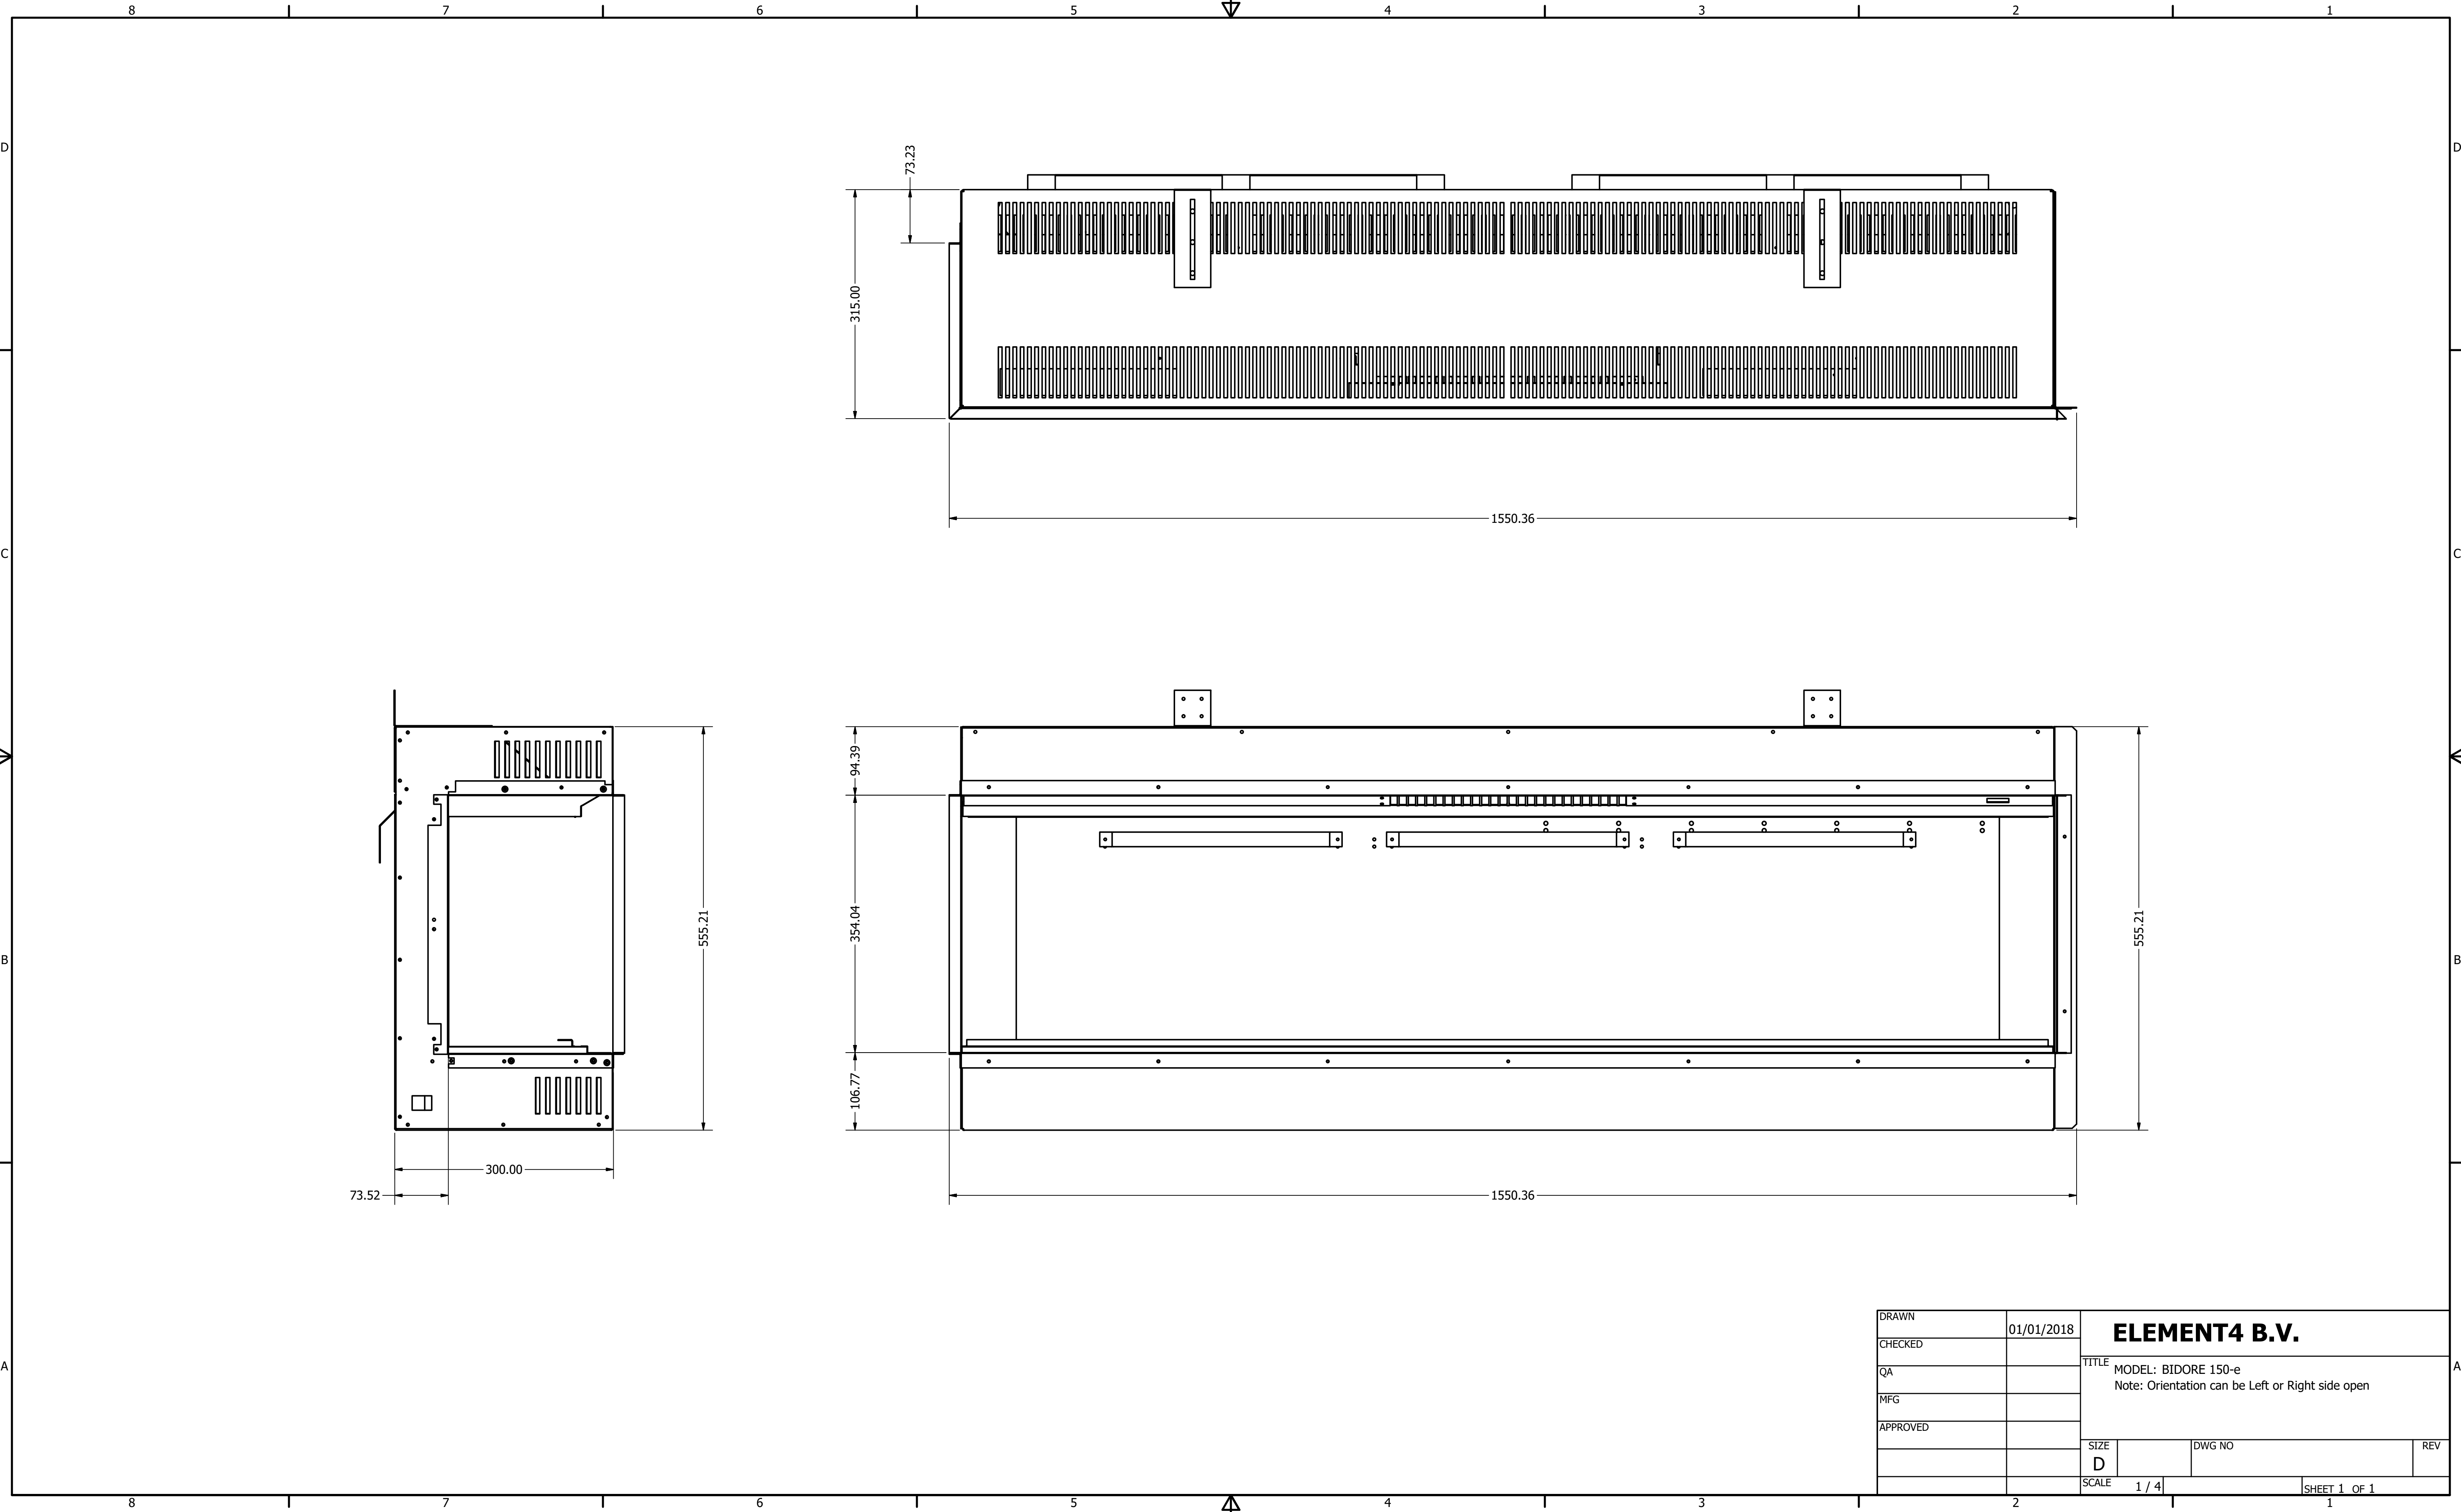 8 7 6 5 4 3 2 1
D D
73.23
315.00
1550.36
C C
94.39
354.04
106.77
555.21
555.21
B B
300.00
73.52
1550.36
DRAWN
01/01/2018
ELEMENT4 B.V.
CHECKED
TITLE
MODEL: BIDORE 150-e
Note: Orientation can be Left or Right side open
QA
MFG
APPROVED
A A
SIZE
D
DWG NO
REV
SCALE
1 / 4
SHEET 1 OF 1
8 7 6 5 4 3 2 1